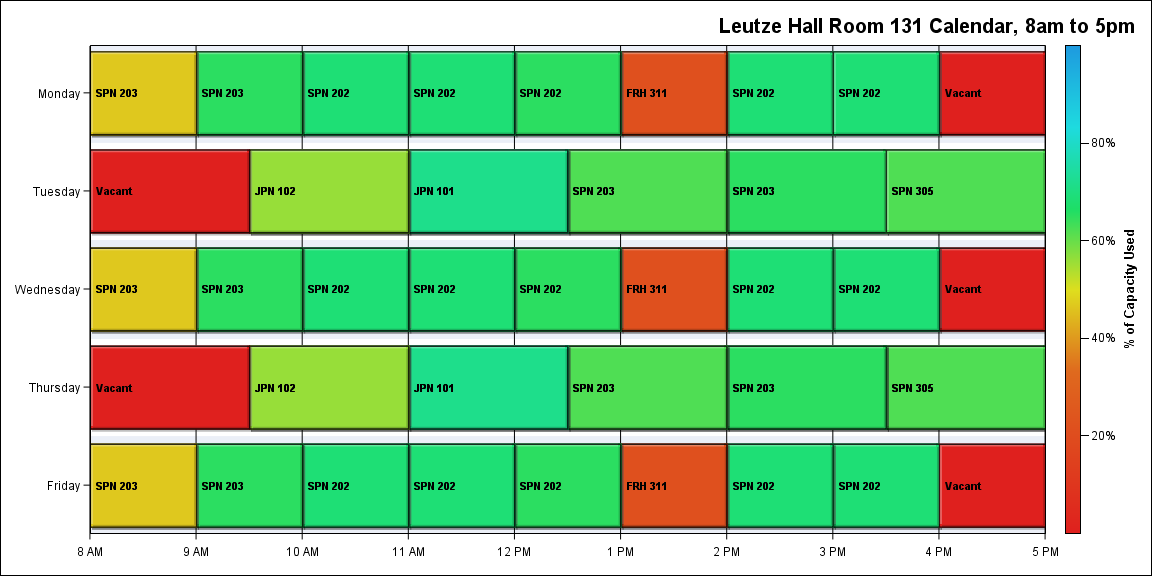 Leutze Hall Room 131 Calendar, 8am to 5pm
Monday
SPN 203
SPN 203
SPN 202
SPN 202
SPN 202
FRH 311
SPN 202
SPN 202
Vacant
Tuesday
Vacant
JPN 102
JPN 101
SPN 203
SPN 203
SPN 305
Wednesday
SPN 203
SPN 203
SPN 202
SPN 202
SPN 202
FRH 311
SPN 202
SPN 202
Vacant
Thursday
Vacant
JPN 102
JPN 101
SPN 203
SPN 203
SPN 305
Friday
SPN 203
SPN 203
SPN 202
SPN 202
SPN 202
FRH 311
SPN 202
SPN 202
Vacant
8 AM
9 AM
10 AM
11 AM
12 PM
1 PM
2 PM
3 PM
4 PM
5 PM
80%
60%
40%
20%
% of Capacity Used